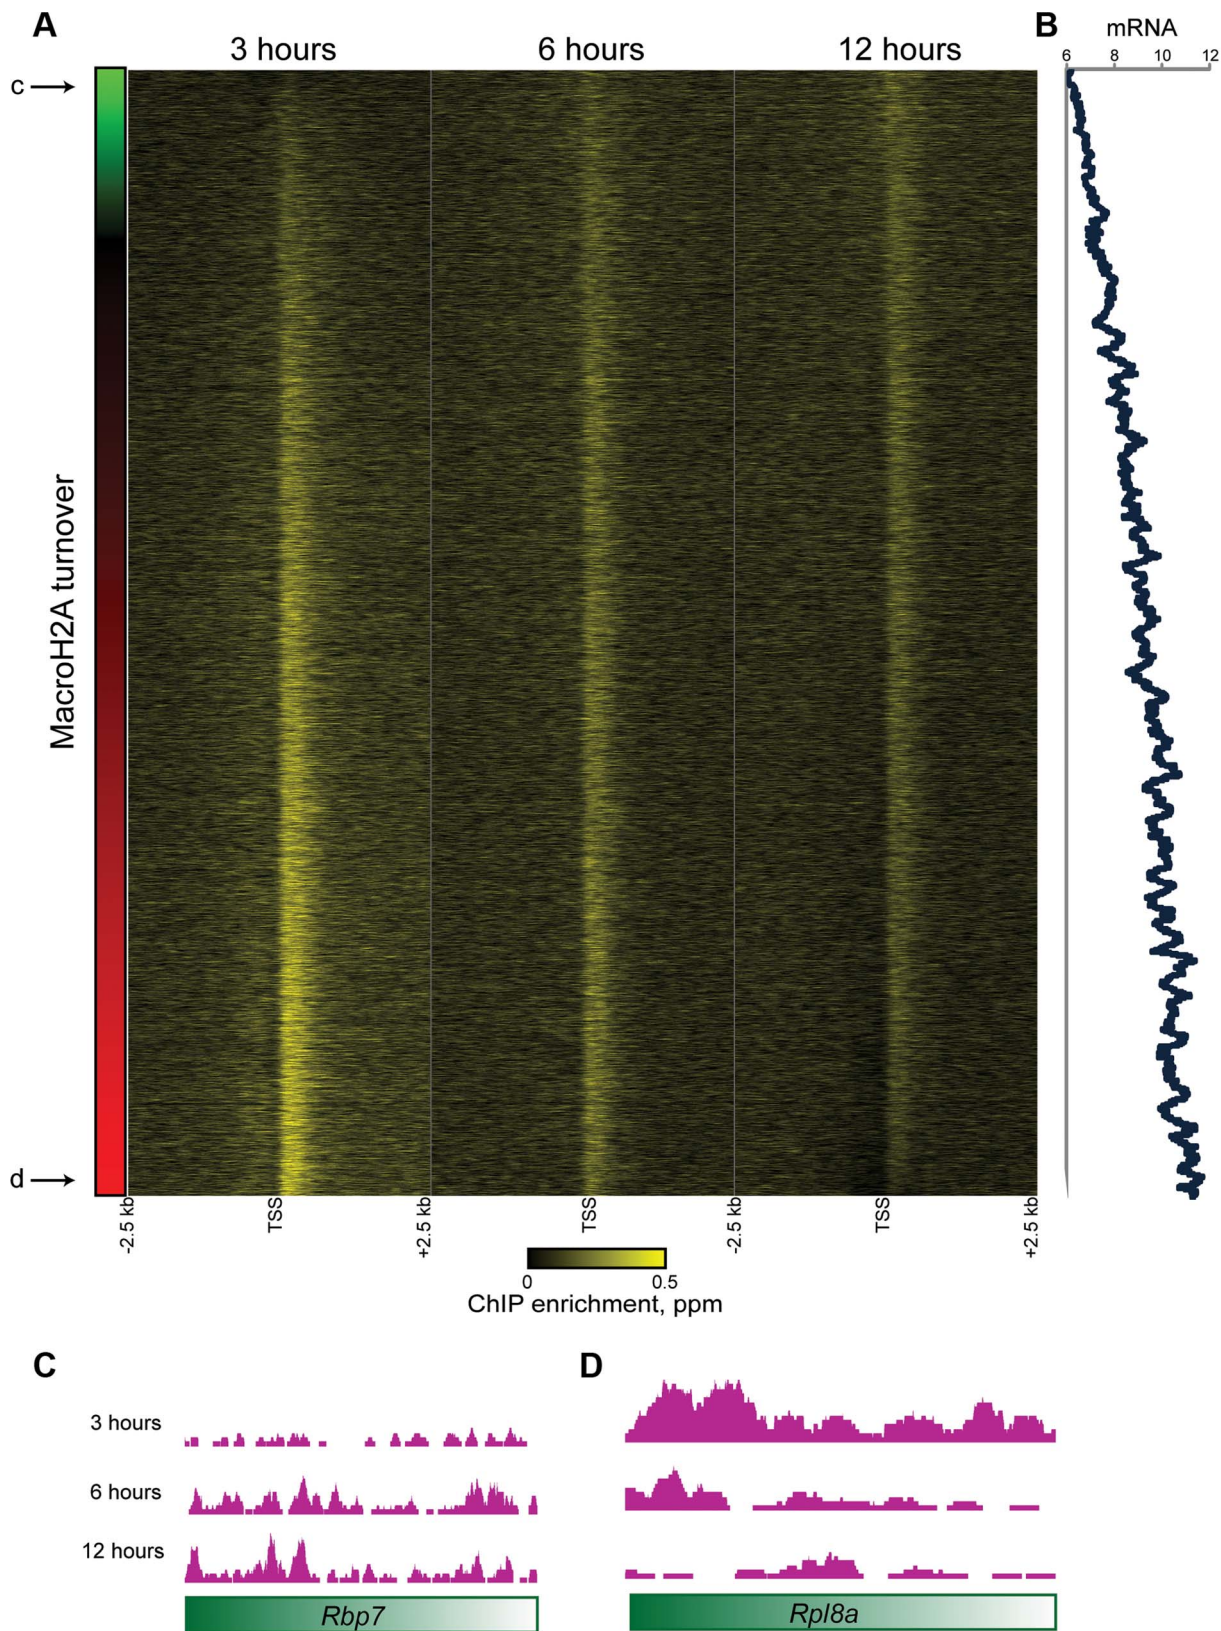 A
B
mRNA
3 hours
6 hours
12 hours
6
8
10
12
c
MacroH2A turnover
d
-2.5 kb
TSS
+2.5 kb
TSS
-2.5 kb
TSS
+2.5 kb
0
0.5
ChIP enrichment, ppm
C
D
3 hours
6 hours
12 hours
Rbp7
Rpl8a